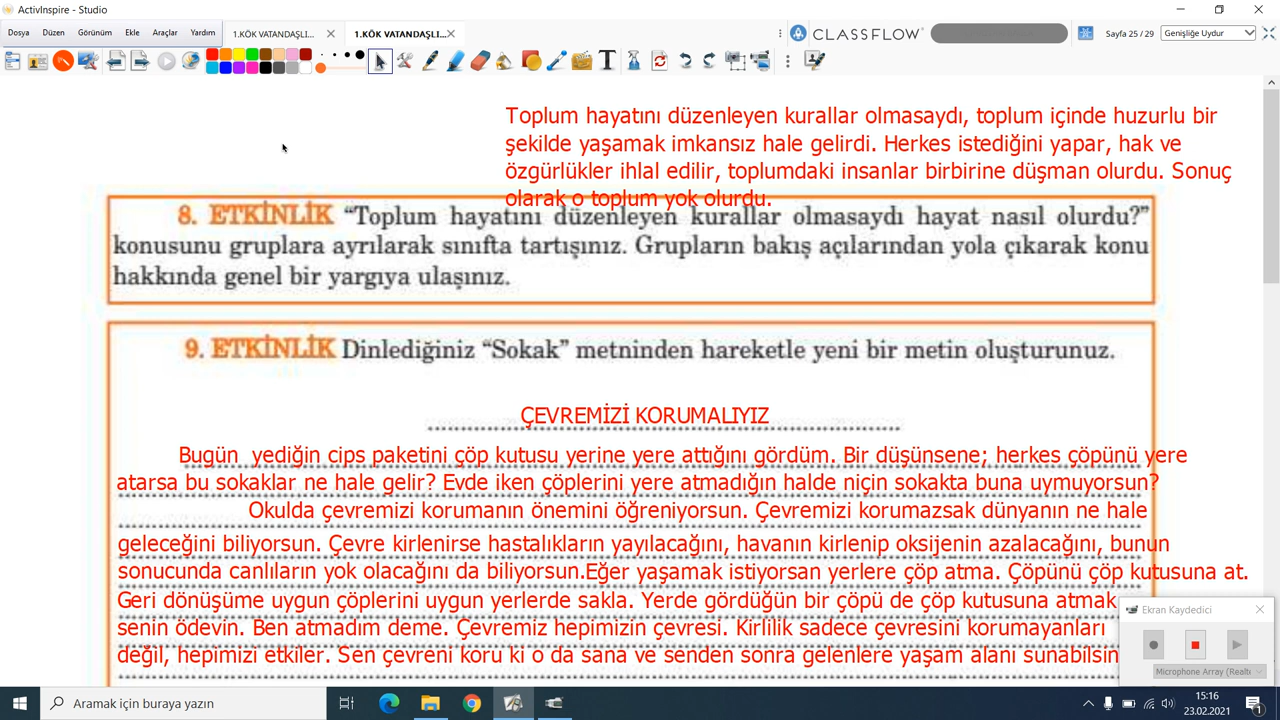 ActivInspire - Studio
Dosya Düzen Görünüm Ekle Araçlar Yardım
1.KÖK VATANDAŞLI...
1.KÖK VATANDAŞLI...
CLASSFLOW
Sayfa 25 / 29
Genişliğe Uydur
Toplum hayatını düzenleyen kurallar olmasaydı, toplum içinde huzurlu bir
şekilde yaşamak imkansız hale gelirdi. Herkes istediğini yapar, hak ve
özgürlükler ihlal edilir, toplumdaki insanlar birbirine düşman olurdu. Sonuç
olarak o toplum yok olurdu.
8. ETKİNLİK “Toplum hayatını düzenleyen kurallar olmasaydı hayat nasıl olurdu?”
konusunu gruplara ayrılarak sınıfta tartışınız. Grupların bakış açılarından yola çıkarak konu
hakkında genel bir yargıya ulaşınız.
9. ETKİNLİK Dinlediğiniz “Sokak” metninden hareketle yeni bir metin oluşturunuz.
ÇEVREMİZİ KORUMALIYIZ
Bugün yediğin cips paketini çöp kutusu yerine yere attığını gördüm. Bir düşünsene; herkes çöpünü yere
atarsa bu sokaklar ne hale gelir? Evde iken çöplerini yere atmadığın halde niçin sokakta buna uymuyorsun?
Okulda çevremizi korumanın önemini öğreniyorsun. Çevremizi korumazsak dünyanın ne hale
geleceğini biliyorsun. Çevre kirlenirse hastalıkların yayılacağını, havanın kirlenip oksijenin azalacağını, bunun
sonucunda canlıların yok olacağını da biliyorsun.Eğer yaşamak istiyorsan yerlere çöp atma. Çöpünü çöp kutusuna at.
Geri dönüşüme uygun çöplerini uygun yerlerde sakla. Yerde gördüğün bir çöpü de çöp kutusuna atmak
senin ödevin. Ben atmadım deme. Çevremiz hepimizin çevresi. Kirlilik sadece çevresini korumayanları
değil, hepimizi etkiler. Sen çevreni koru ki o da sana ve senden sonra gelenlere yaşam alanı sunabilsin
Ekran Kaydedici
Microphone Array (Realt
Aramak için buraya yazın
15:16
23.02.2021
1